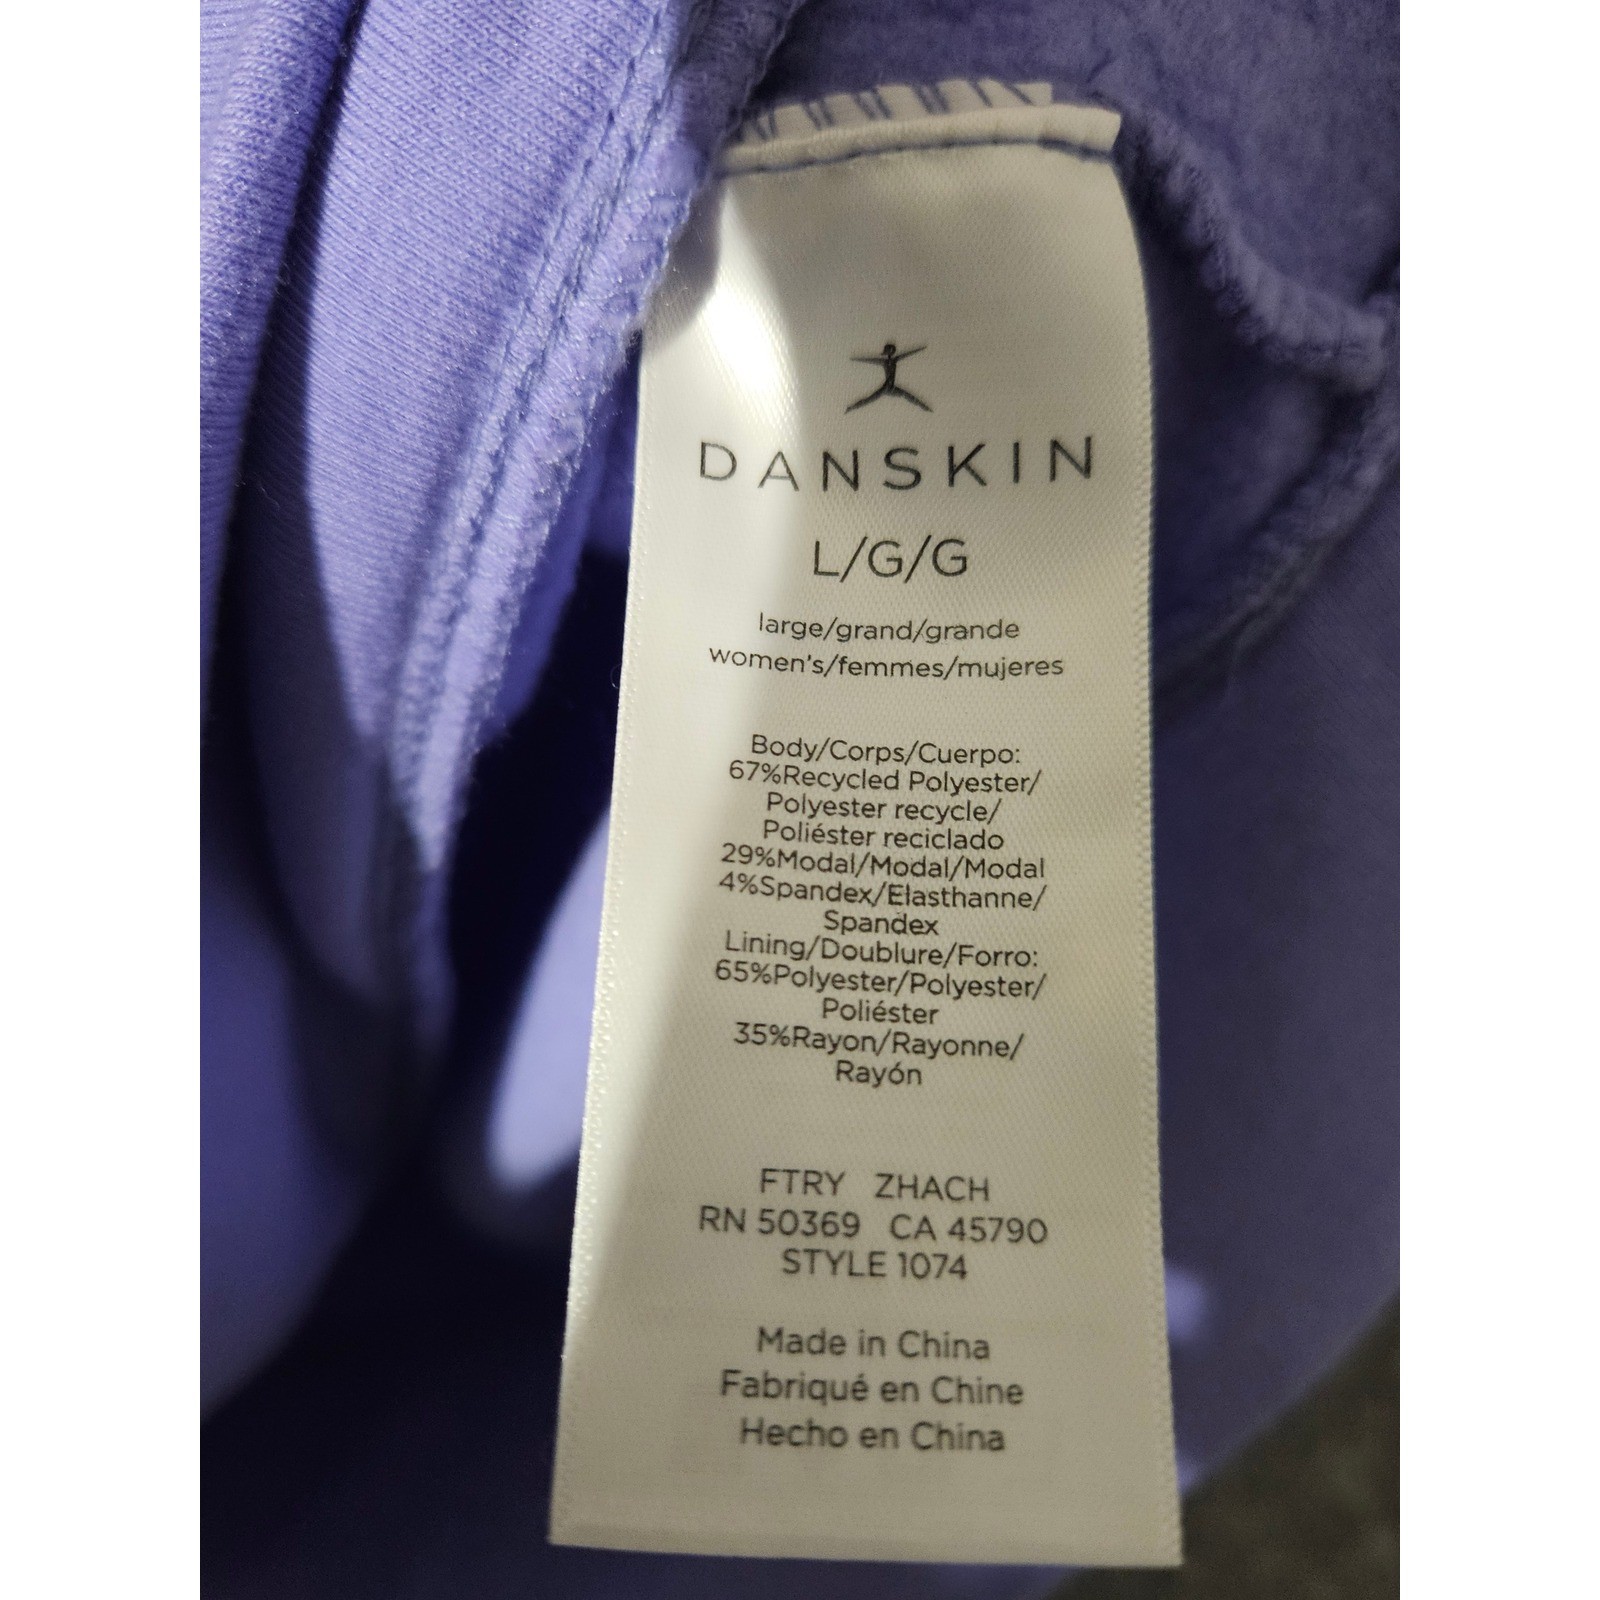 DANSKIN
L/G/G
large/grand/grande
women's/femmes/mujeres
Body/Corps/Cuerpo:
67%Recycled Polyester/
Polyester recycle/
Poliéster reciclado
29%Modal/Modal/Modal
4%Spandex/Elasthanne/
Spandex
Lining/Doublure/Forro:
65%Polyester/Polyester/
Poliéster
35%Rayon/Rayonne/
Rayón
FTRY ZHACH
RN 50369 CA 45790
STYLE 1074
Made in China
Fabriqué en Chine
Hecho en China